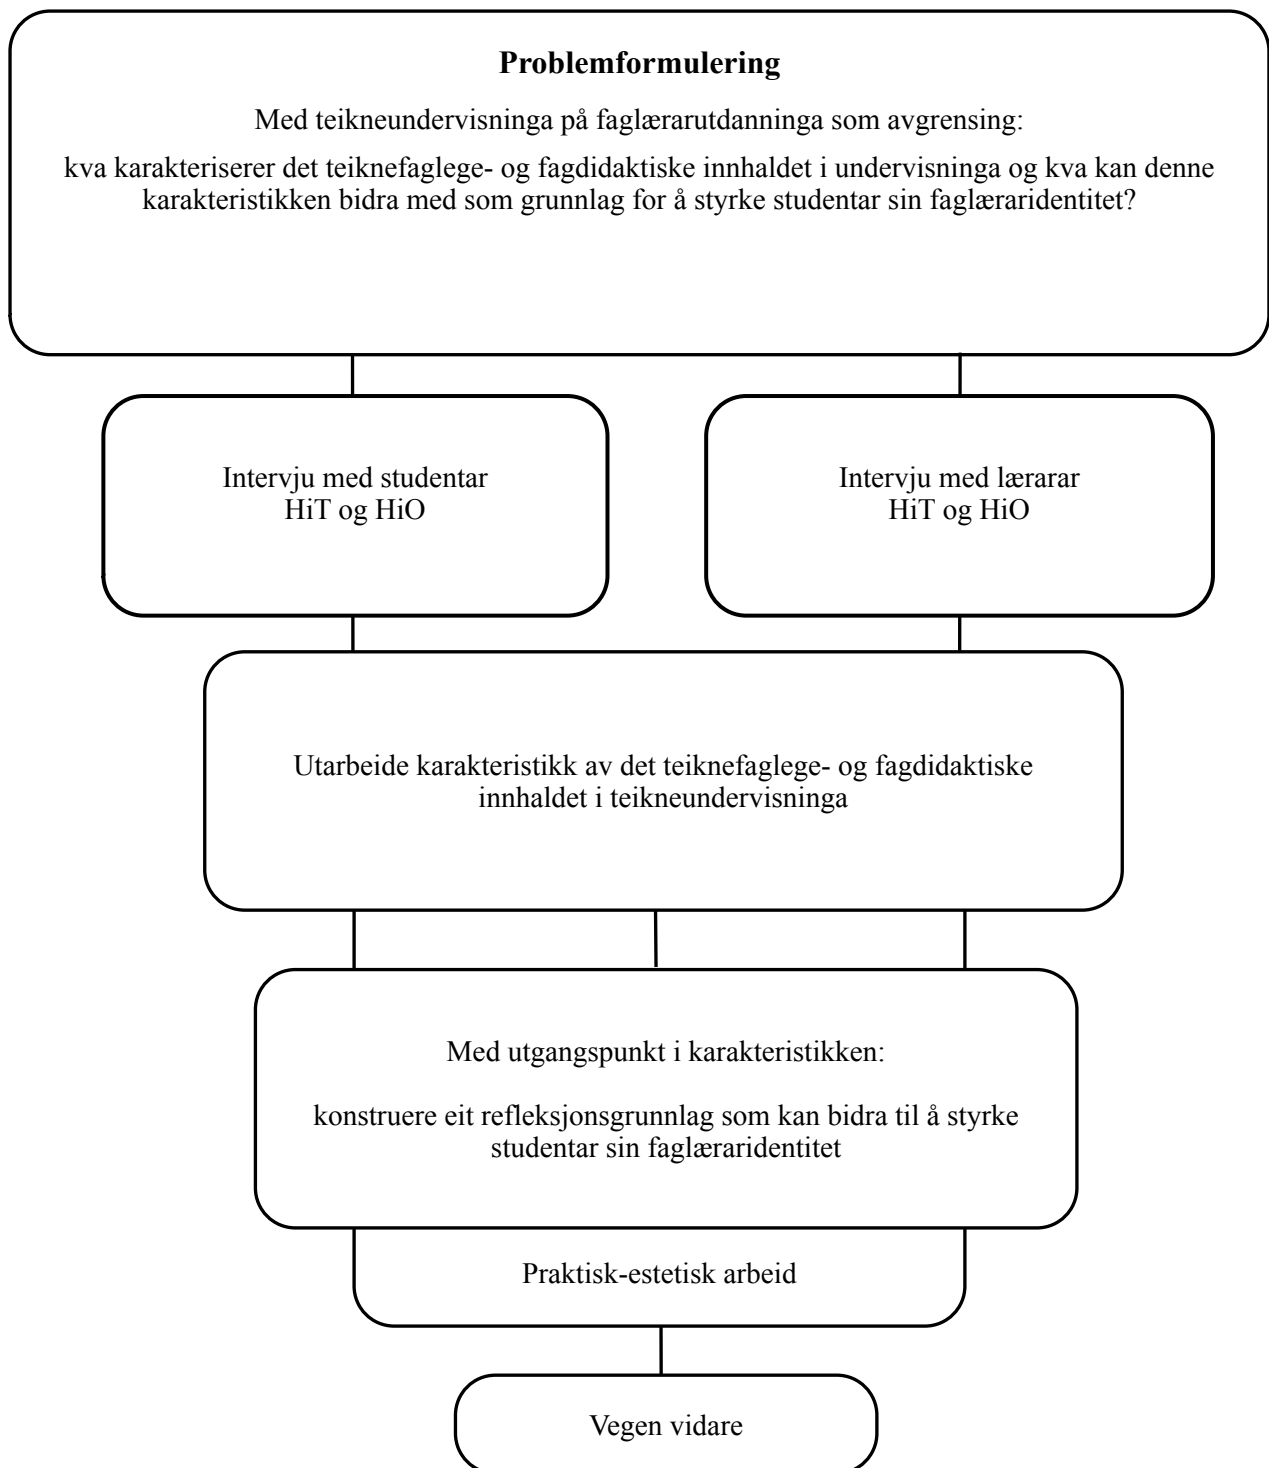 Problemformulering
Med teikneundervisninga på faglærarutdanninga som avgrensing:
kva karakteriserer det teiknefaglege- og fagdidaktiske innhaldet i undervisninga og kva kan denne
karakteristikken bidra med som grunnlag for å styrke studentar sin faglæraridentitet?
Intervju med studentar
HiT og HiO
Intervju med lærarar
HiT og HiO
Utarbeide karakteristikk av det teiknefaglege- og fagdidaktiske
innhaldet i teikneundervisninga
Med utgangspunkt i karakteristikken:
konstruere eit refleksjonsgrunnlag som kan bidra til å styrke
studentar sin faglæraridentitet
Praktisk-estetisk arbeid
Vegen vidare